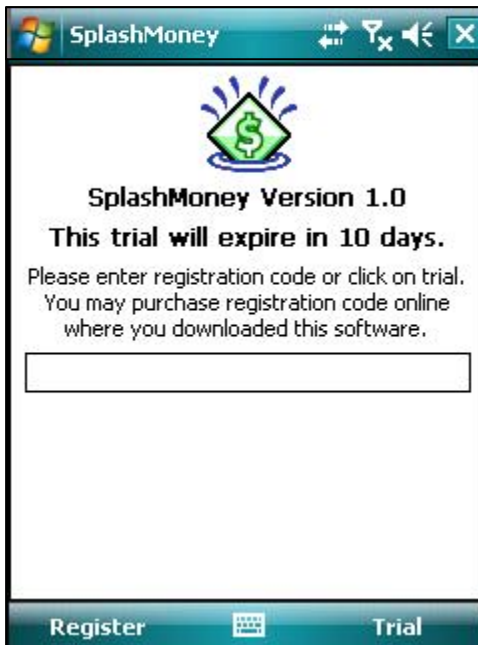 SplashMoney
$
SplashMoney Version 1.0
This trial will expire in 10 days.
Please enter registration code or click on trial.
You may purchase registration code online
where you downloaded this software.
Register Trial